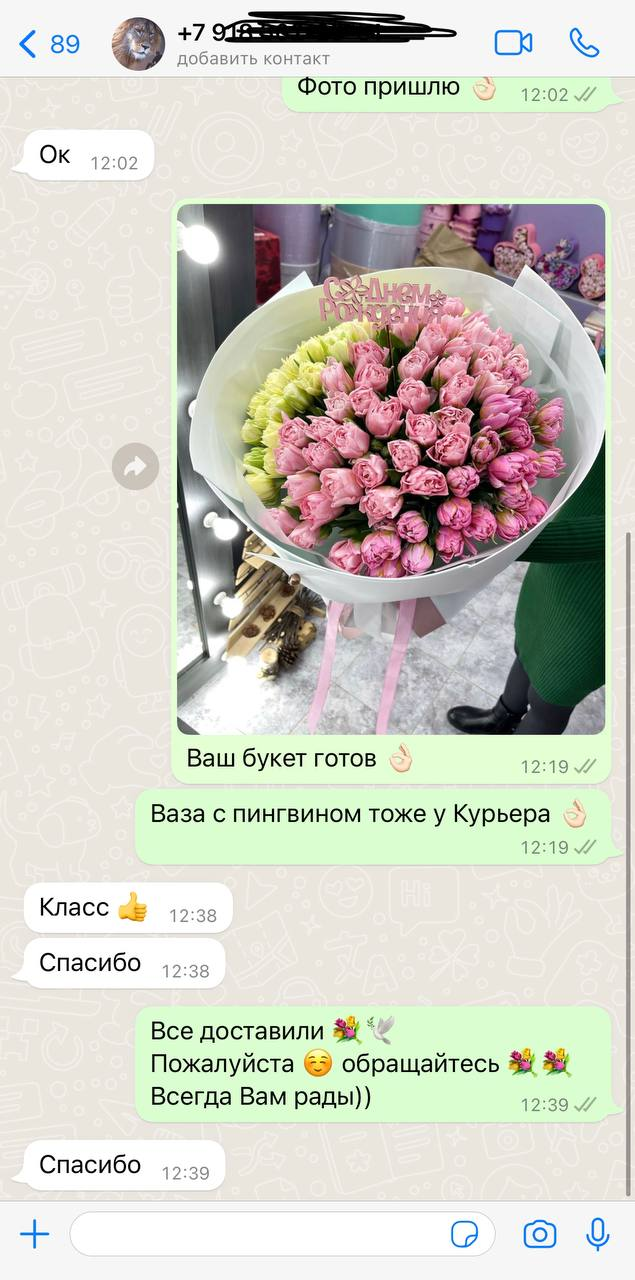 89
+7 9
добавить контакт
Фото пришлю 👌🏻 12:02
Ок 12:02
С Днем
Рождения
Ваш букет готов 👌🏻 12:19
Ваза с пингвином тоже у Курьера 👌🏻
12:19
Класс 👍 12:38
Спасибо 12:38
Все доставили 💐🕊
Пожалуйста ☺️ обращайтесь 💐💐
Всегда Вам рады)) 12:39
Спасибо 12:39